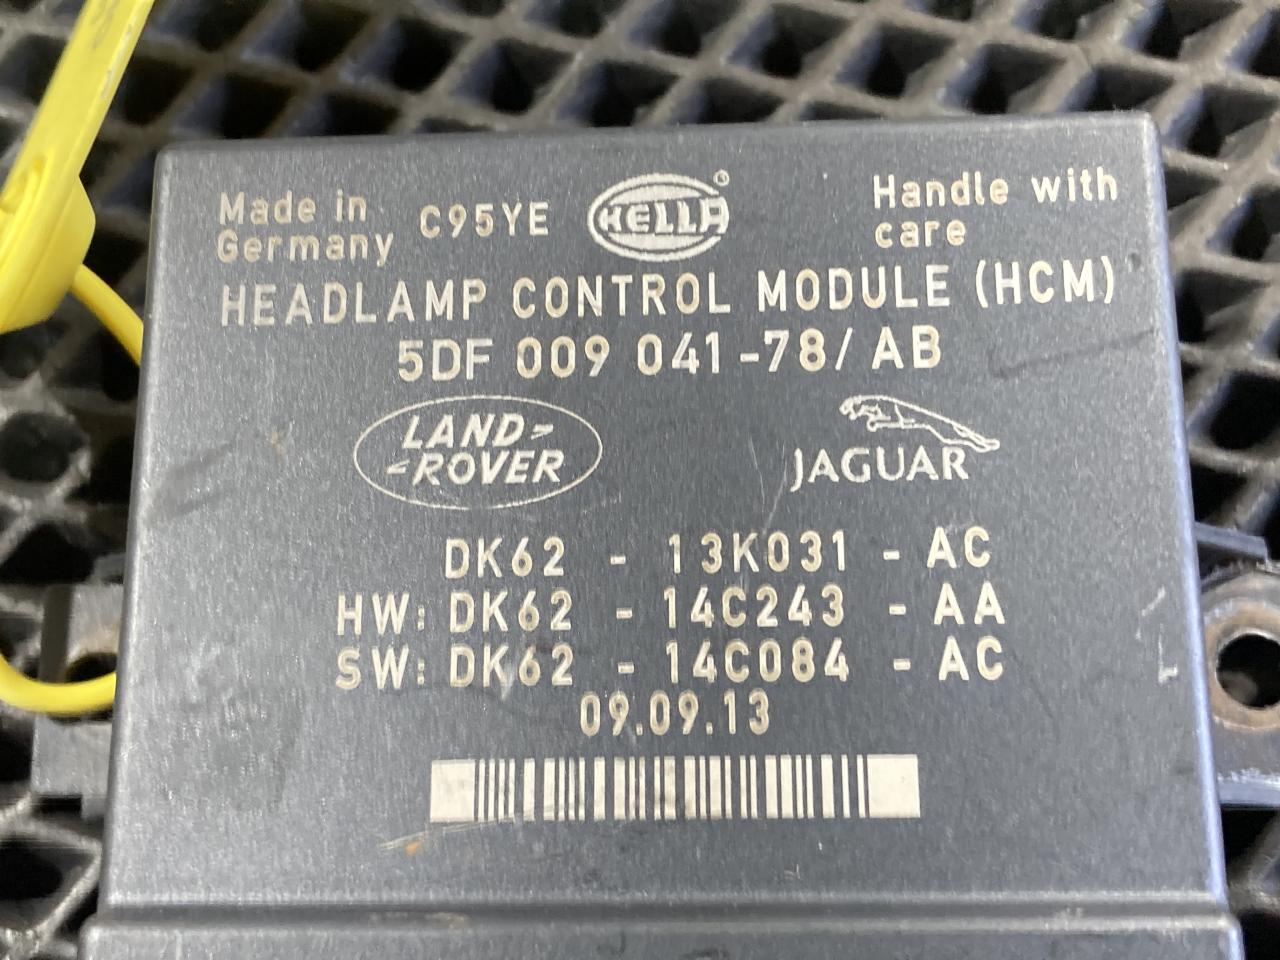 Made in
Germany
C95YE
HELLA
Handle with
care
HEADLAMP CONTROL MODULE (HCM)
5DF 009 041-78/ AB
LAND
ROVER
JAGUAR
DK62 - 13K031 - AC
HW: DK62 - 14C243 - AA
SW: DK62 - 14C084 - AC
09.09.13